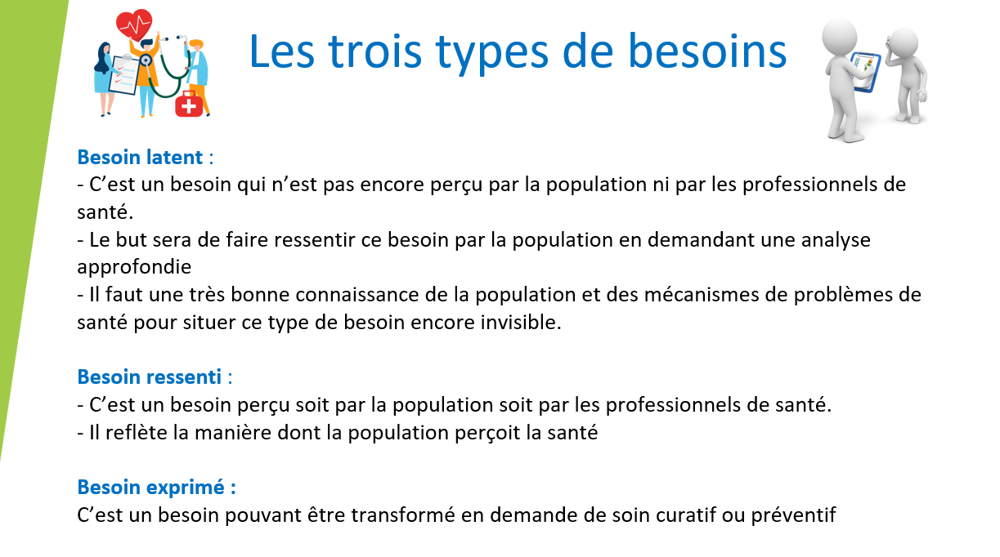 Les trois types de besoins
Besoin latent :
- C’est un besoin qui n’est pas encore perçu par la population ni par les professionnels de
santé.
- Le but sera de faire ressentir ce besoin par la population en demandant une analyse
approfondie
- Il faut une très bonne connaissance de la population et des mécanismes de problèmes de
santé pour situer ce type de besoin encore invisible.
Besoin ressenti :
- C’est un besoin perçu soit par la population soit par les professionnels de santé.
- Il reflète la manière dont la population perçoit la santé
Besoin exprimé :
C’est un besoin pouvant être transformé en demande de soin curatif ou préventif